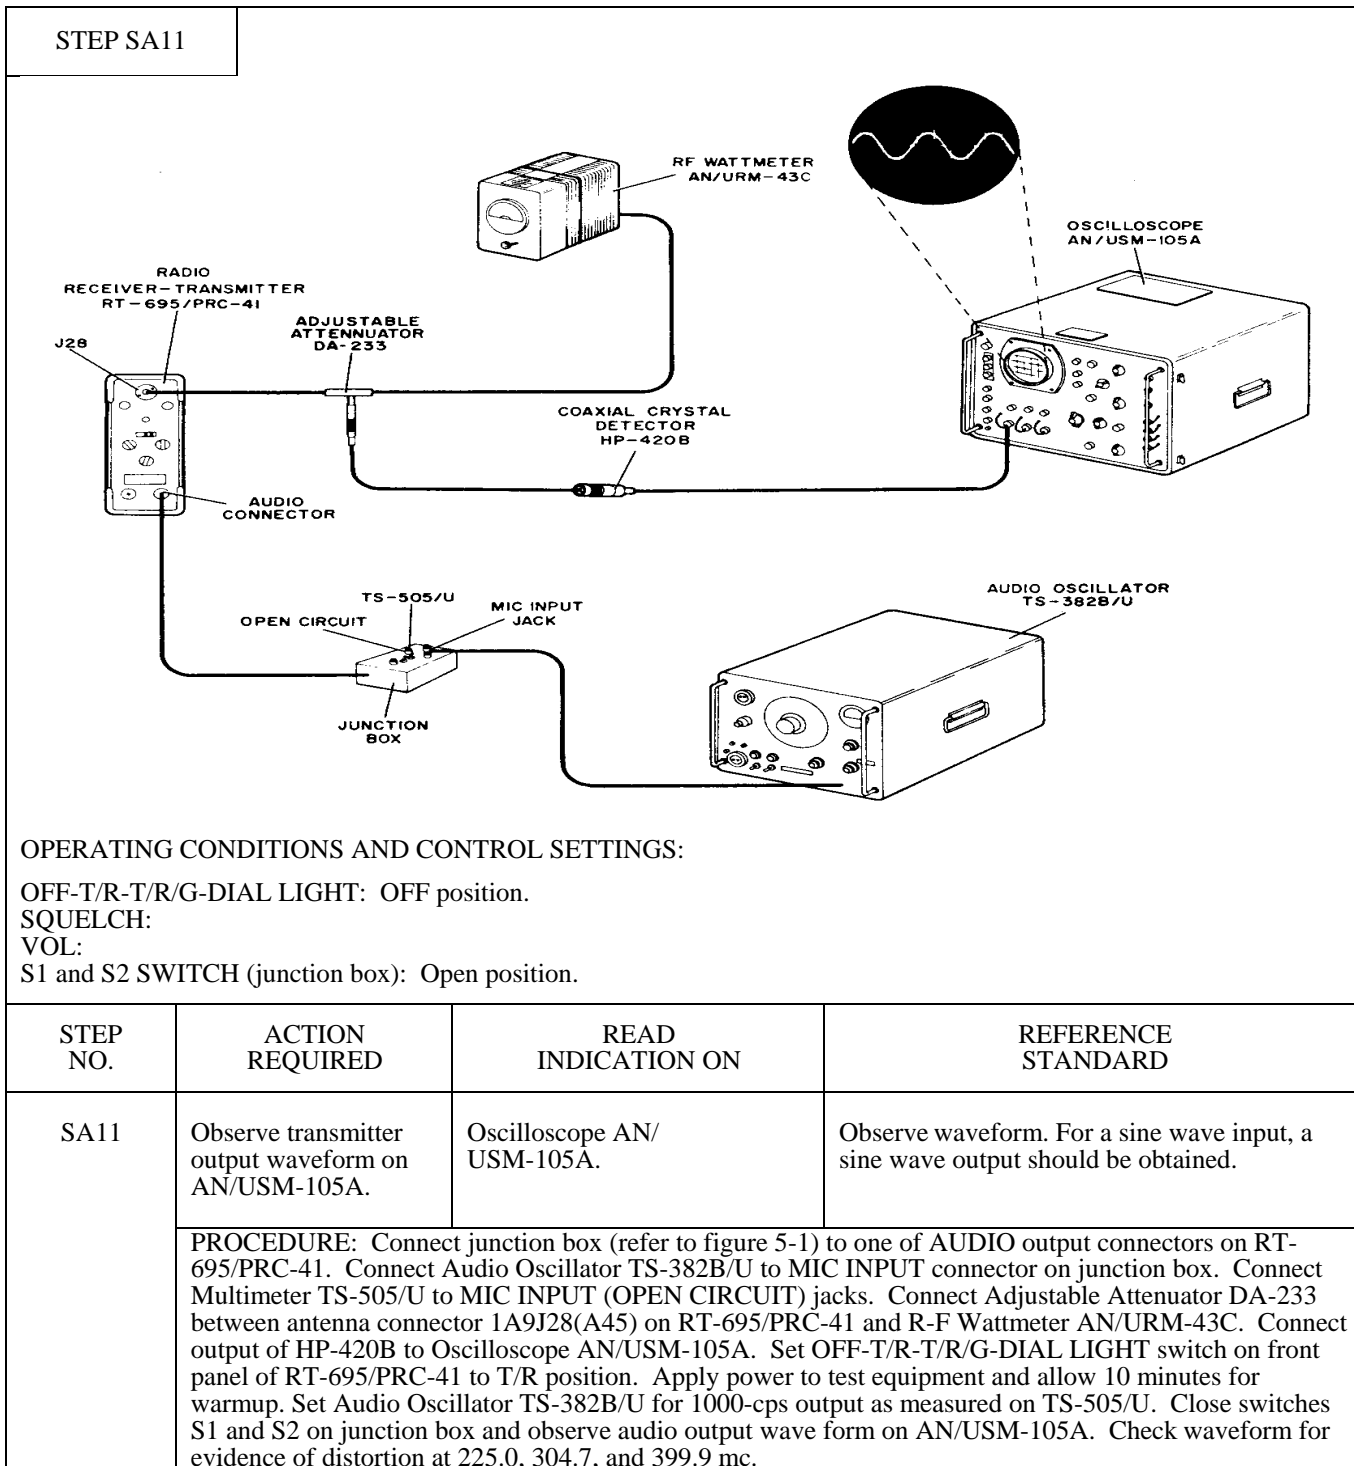 STEP SA11
RF WATTMETER
AN/URM-43C
OSCILLOSCOPE
AN/USM-105A
RADIO
RECEIVER-TRANSMITTER
RT-695/PRC-41
J28
ADJUSTABLE
ATTENNUATOR
DA-233
COAXIAL CRYSTAL
DETECTOR
HP-420B
AUDIO
CONNECTOR
TS-505/U
MIC INPUT
JACK
OPEN CIRCUIT
AUDIO OSCILLATOR
TS-382B/U
JUNCTION
BOX
OPERATING CONDITIONS AND CONTROL SETTINGS:
OFF-T/R-T/R/G-DIAL LIGHT: OFF position.
SQUELCH:
VOL:
S1 and S2 SWITCH (junction box): Open position.
STEP
NO.
ACTION
REQUIRED
READ
INDICATION ON
REFERENCE
STANDARD
SA11
Observe transmitter
output waveform on
AN/USM-105A.
Oscilloscope AN/
USM-105A.
Observe waveform. For a sine wave input, a
sine wave output should be obtained.
PROCEDURE: Connect junction box (refer to figure 5-1) to one of AUDIO output connectors on RT-
695/PRC-41. Connect Audio Oscillator TS-382B/U to MIC INPUT connector on junction box. Connect
Multimeter TS-505/U to MIC INPUT (OPEN CIRCUIT) jacks. Connect Adjustable Attenuator DA-233
between antenna connector 1A9J28(A45) on RT-695/PRC-41 and R-F Wattmeter AN/URM-43C. Connect
output of HP-420B to Oscilloscope AN/USM-105A. Set OFF-T/R-T/R/G-DIAL LIGHT switch on front
panel of RT-695/PRC-41 to T/R position. Apply power to test equipment and allow 10 minutes for
warmup. Set Audio Oscillator TS-382B/U for 1000-cps output as measured on TS-505/U. Close switches
S1 and S2 on junction box and observe audio output wave form on AN/USM-105A. Check waveform for
evidence of distortion at 225.0, 304.7, and 399.9 mc.